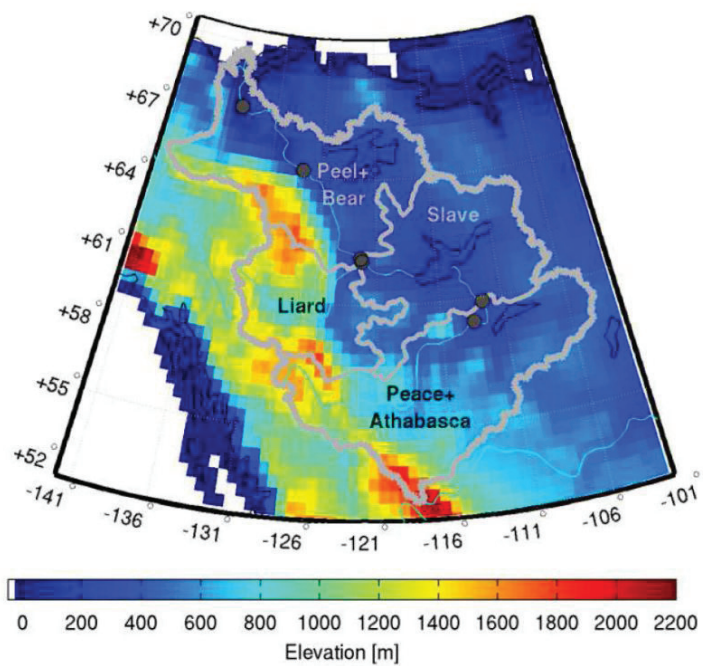 +70°
+67°
+64°
+61°
+58°
+55°
+52°
Peel+
Bear
Slave
Liard
Peace+
Athabasca
-141° -136° -131° -126° -121° -116° -111° -106° -101°
0 200 400 600 800 1000 1200 1400 1600 1800 2000 2200
Elevation [m]